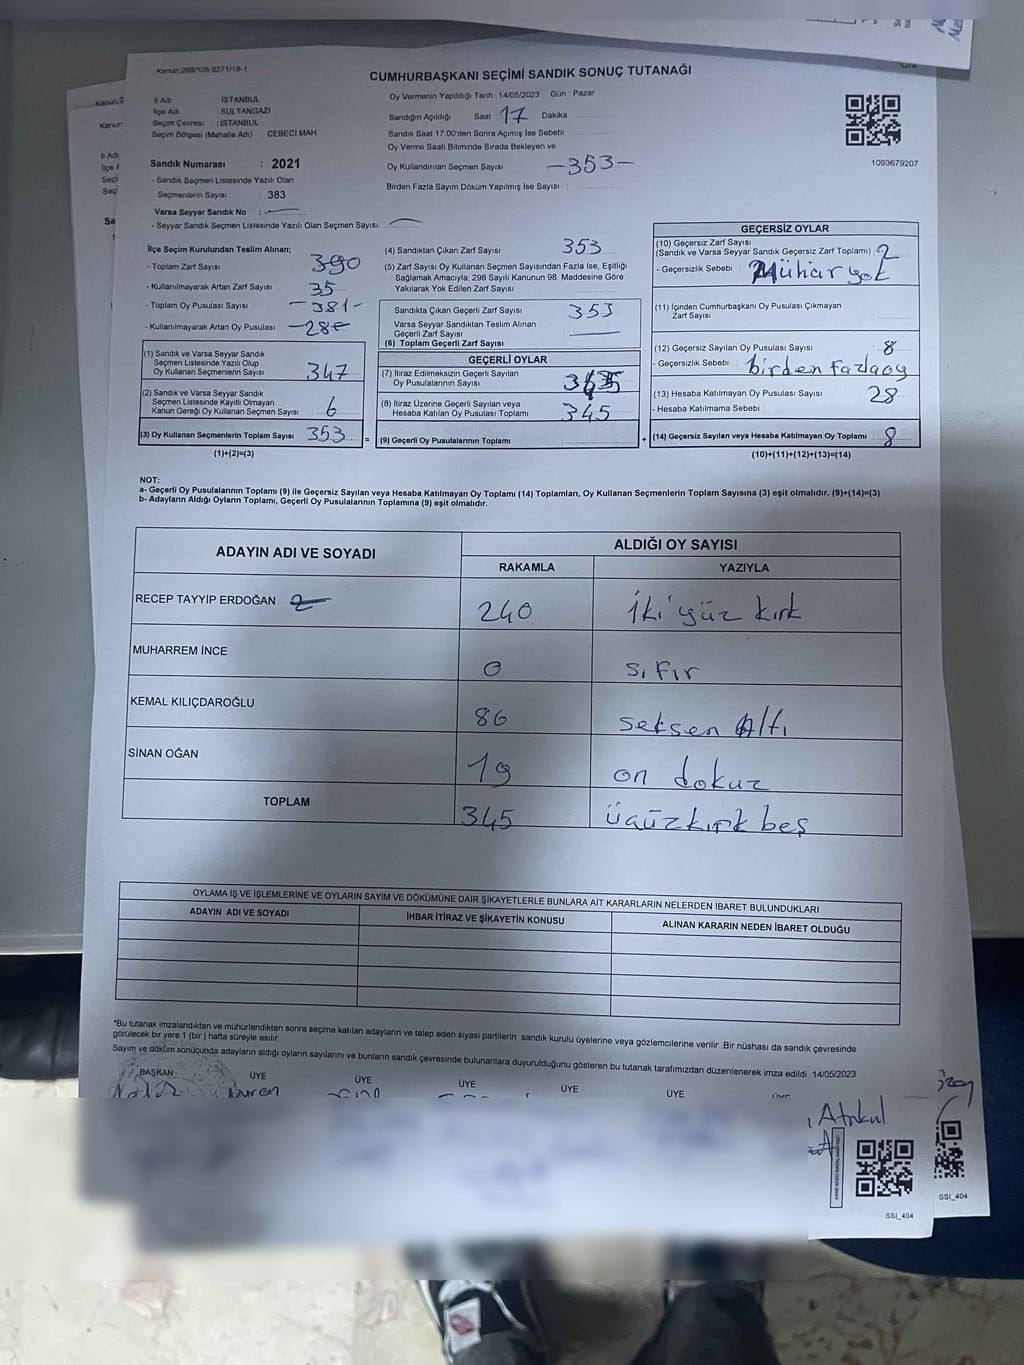 Kanun:298/105,6271/18-1
CUMHURBAŞKANI SEÇİMİ SANDIK SONUÇ TUTANAĞI
İl Adı : İSTANBUL
İlçe Adı : SULTANGAZİ
Seçim Çevresi : İSTANBUL
Seçim Bölgesi (Mahalle Adı) CEBECİ MAH
Sandık Numarası : 2021
- Sandık Seçmen Listesinde Yazılı Olan
Seçmenlerin Sayısı : 383
Varsa Seyyar Sandık No :
- Seyyar Sandık Seçmen Listesinde Yazılı Olan Seçmen Sayısı
Oy Vermenin Yapıldığı Tarih : 14/05/2023 Gün : Pazar
Sandığın Açıldığı Saat 17 Dakika
Sandık Saat 17:00'den Sonra Açımış İse Sebebi
Oy Verme Saati Bitiminde Sırada Bekleyen ve
Oy Kullandırılan Seçmen Sayısı -353-
Birden Fazla Sayım Döküm Yapılmış İse Sayısı :
1093679207
İlçe Seçim Kurulundan Teslim Alınan;
- Toplam Zarf Sayısı 390
- Kullanılmayarak Artan Zarf Sayısı 35
- Toplam Oy Pusulası Sayısı -381-
- Kullanılmayarak Artan Oy Pusulası
(1) Sandık ve Varsa Seyyar Sandık
Seçmen Listesinde Yazılı Olup
Oy Kullanan Seçmenlerin Sayısı 347
(2) Sandık ve Varsa Seyyar Sandık
Seçmen Listesinde Kayıtlı Olmayan
Kanun Gereği Oy Kullanan Seçmen Sayısı 6
(3) Oy Kullanan Seçmenlerin Toplam Sayısı 353 =
(1)+(2)=(3)
(4) Sandıktan Çıkan Zarf Sayısı 353
(5) Zarf Sayısı Oy Kullanan Seçmen Sayısından Fazla İse, Eşitliği
Sağlamak Amacıyla; 298 Sayılı Kanunun 98. Maddesine Göre
Yakılarak Yok Edilen Zarf Sayısı
Sandıkta Çıkan Geçerli Zarf Sayısı 353
Varsa Seyyar Sandıktan Teslim Alınan
Geçerli Zarf Sayısı
(6) Toplam Geçerli Zarf Sayısı :
GEÇERLİ OYLAR
(7) İtiraz Edilmeksizin Geçerli Sayılan
Oy Pusulalarının Sayısı
(8) İtiraz Üzerine Geçerli Sayılan veya
Hesaba Katılan Oy Pusulası Toplamı 345
(9) Geçerli Oy Pusulalarının Toplamı : +
GEÇERSİZ OYLAR
(10) Geçersiz Zarf Sayısı
(Sandık ve Varsa Seyyar Sandık Geçersiz Zarf Toplamı) 2
- Geçersizlik Sebebi : Mühür yok
(11) İçinden Cumhurbaşkanı Oy Pusulası Çıkmayan
Zarf Sayısı
(12) Geçersiz Sayılan Oy Pusulası Sayısı 8
- Geçersizlik Sebebi : birden fazla oy
(13) Hesaba Katılmayan Oy Pusulası Sayısı 28
- Hesaba Katılmama Sebebi
(14) Geçersiz Sayılan veya Hesaba Katılmayan Oy Toplamı 8
(10)+(11)+(12)+(13)=(14)
NOT:
a- Geçerli Oy Pusulalarının Toplamı (9) ile Geçersiz Sayılan veya Hesaba Katılmayan Oy Toplamı (14) Toplamları, Oy Kullanan Seçmenlerin Toplam Sayısına (3) eşit olmalıdır. (9)+(14)=(3)
b- Adayların Aldığı Oyların Toplamı, Geçerli Oy Pusulalarının Toplamına (9) eşit olmalıdır.
ADAYIN ADI VE SOYADI
ALDIĞI OY SAYISI
RAKAMLA YAZIYLA
RECEP TAYYİP ERDOĞAN 240 İki yüz kırk
MUHARREM İNCE 0 sıfır
KEMAL KILIÇDAROĞLU 86 seksen Altı
SİNAN OĞAN 19 on dokuz
TOPLAM 345 üçüzkırk beş
OYLAMA İŞ VE İŞLEMLERİNE VE OYLARIN SAYIM VE DÖKÜMÜNE DAİR ŞİKAYETLERLE BUNLARA AİT KARARLARIN NELERDEN İBARET BULUNDUKLARI
ADAYIN ADI VE SOYADI İHBAR İTİRAZ VE ŞİKAYETİN KONUSU ALINAN KARARIN NEDEN İBARET OLDUĞU
*Bu tutanak imzalandıktan ve mühürlendikten sonra seçime katılan adayların ve talep eden siyasi partilerin sandık kurulu üyelerine veya gözlemcilerine verilir .Bir nüshası da sandık çevresinde
görülecek bir yere 1 (bir ) hafta süreyle asılır.
Sayım ve döküm sonucunda adayların aldığı oyların sayılarını ve bunların sandık çevresinde bulunanlara duyurulduğunu gösteren bu tutanak tarafımızdan düzenlenerek imza edildi. 14/05/2023
BAŞKAN ÜYE ÜYE ÜYE ÜYE ÜYE
Nuren
SSI_404
SSI_404